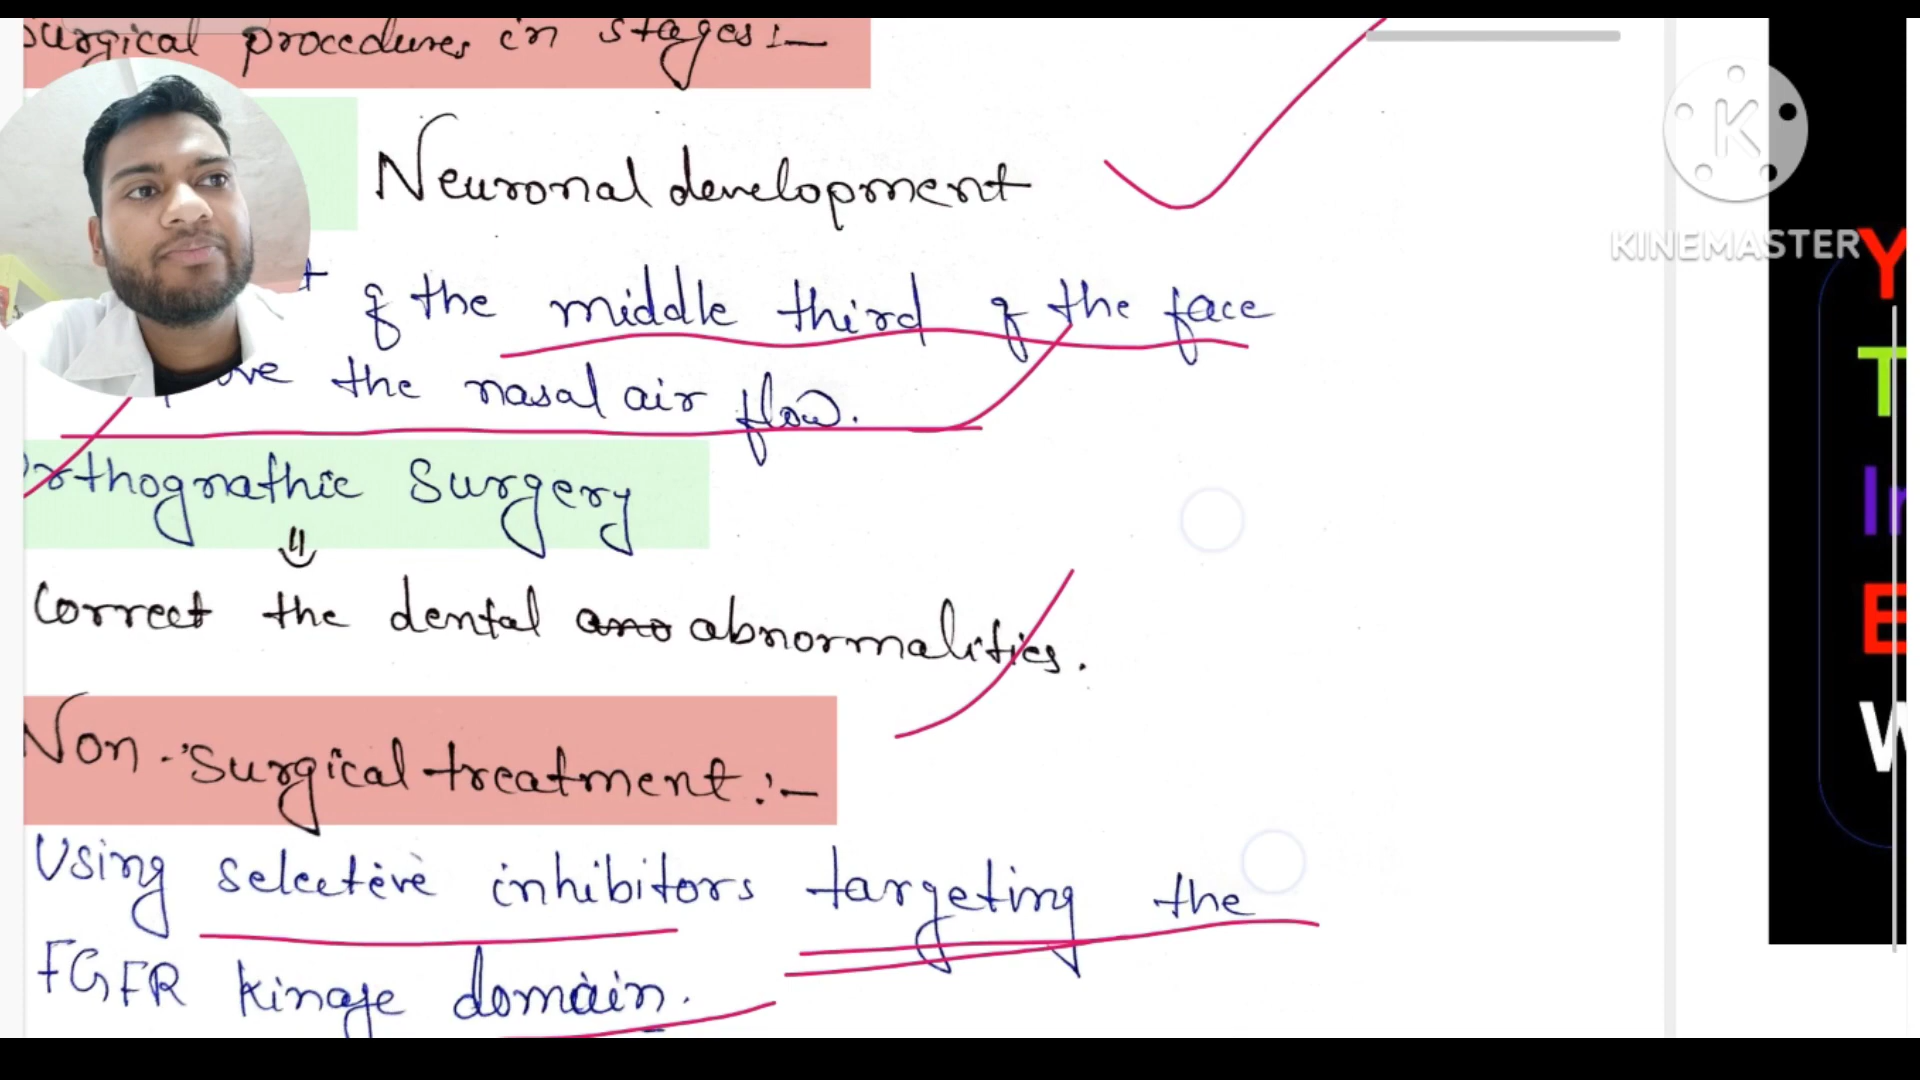 Surgical procedures in stages:-
Neuronal development
of the middle third of the face
the nasal air flow.
Orthognathic Surgery
Correct the dental abnormalities.
Non-Surgical treatment:-
Using selective inhibitors targeting the
FGFR kinase domain.
K
KINEMASTER
Y
T
I
E
W